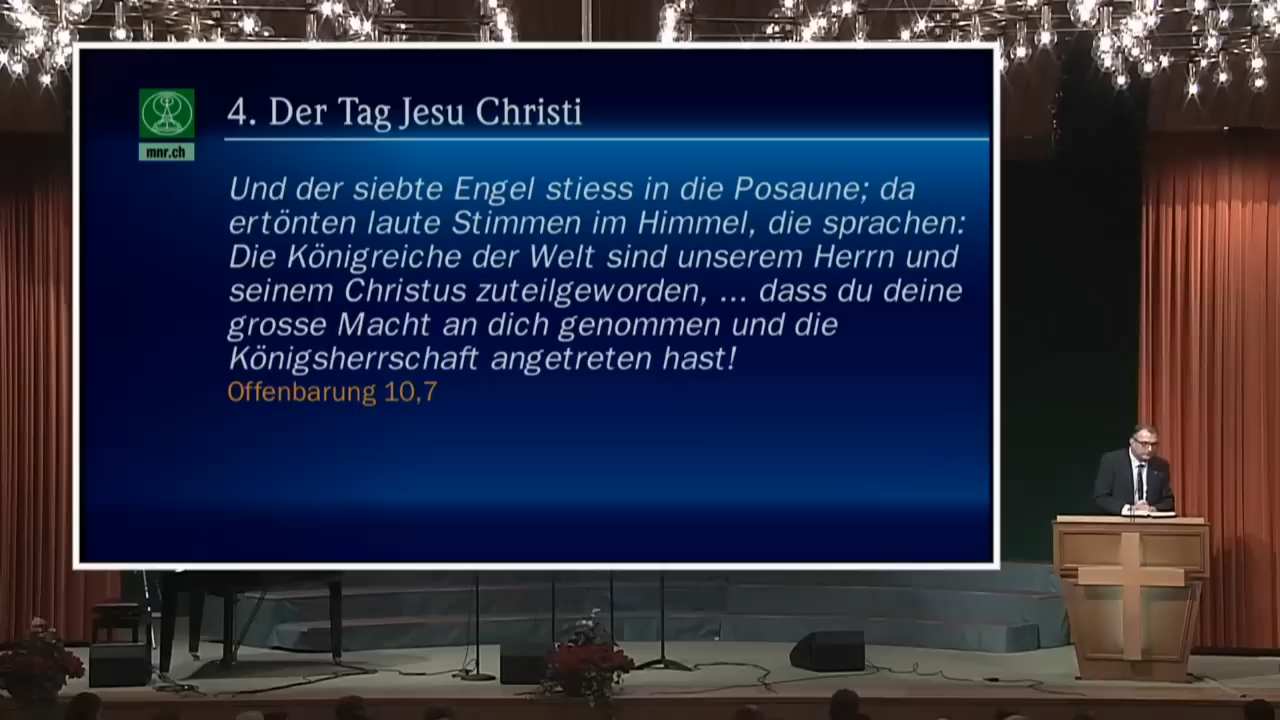 4. Der Tag Jesu Christi
mnr.ch
Und der siebte Engel stiess in die Posaune; da
ertönten laute Stimmen im Himmel, die sprachen:
Die Königreiche der Welt sind unserem Herrn und
seinem Christus zuteilgeworden, ... dass du deine
grosse Macht an dich genommen und die
Königsherrschaft angetreten hast!
Offenbarung 10,7